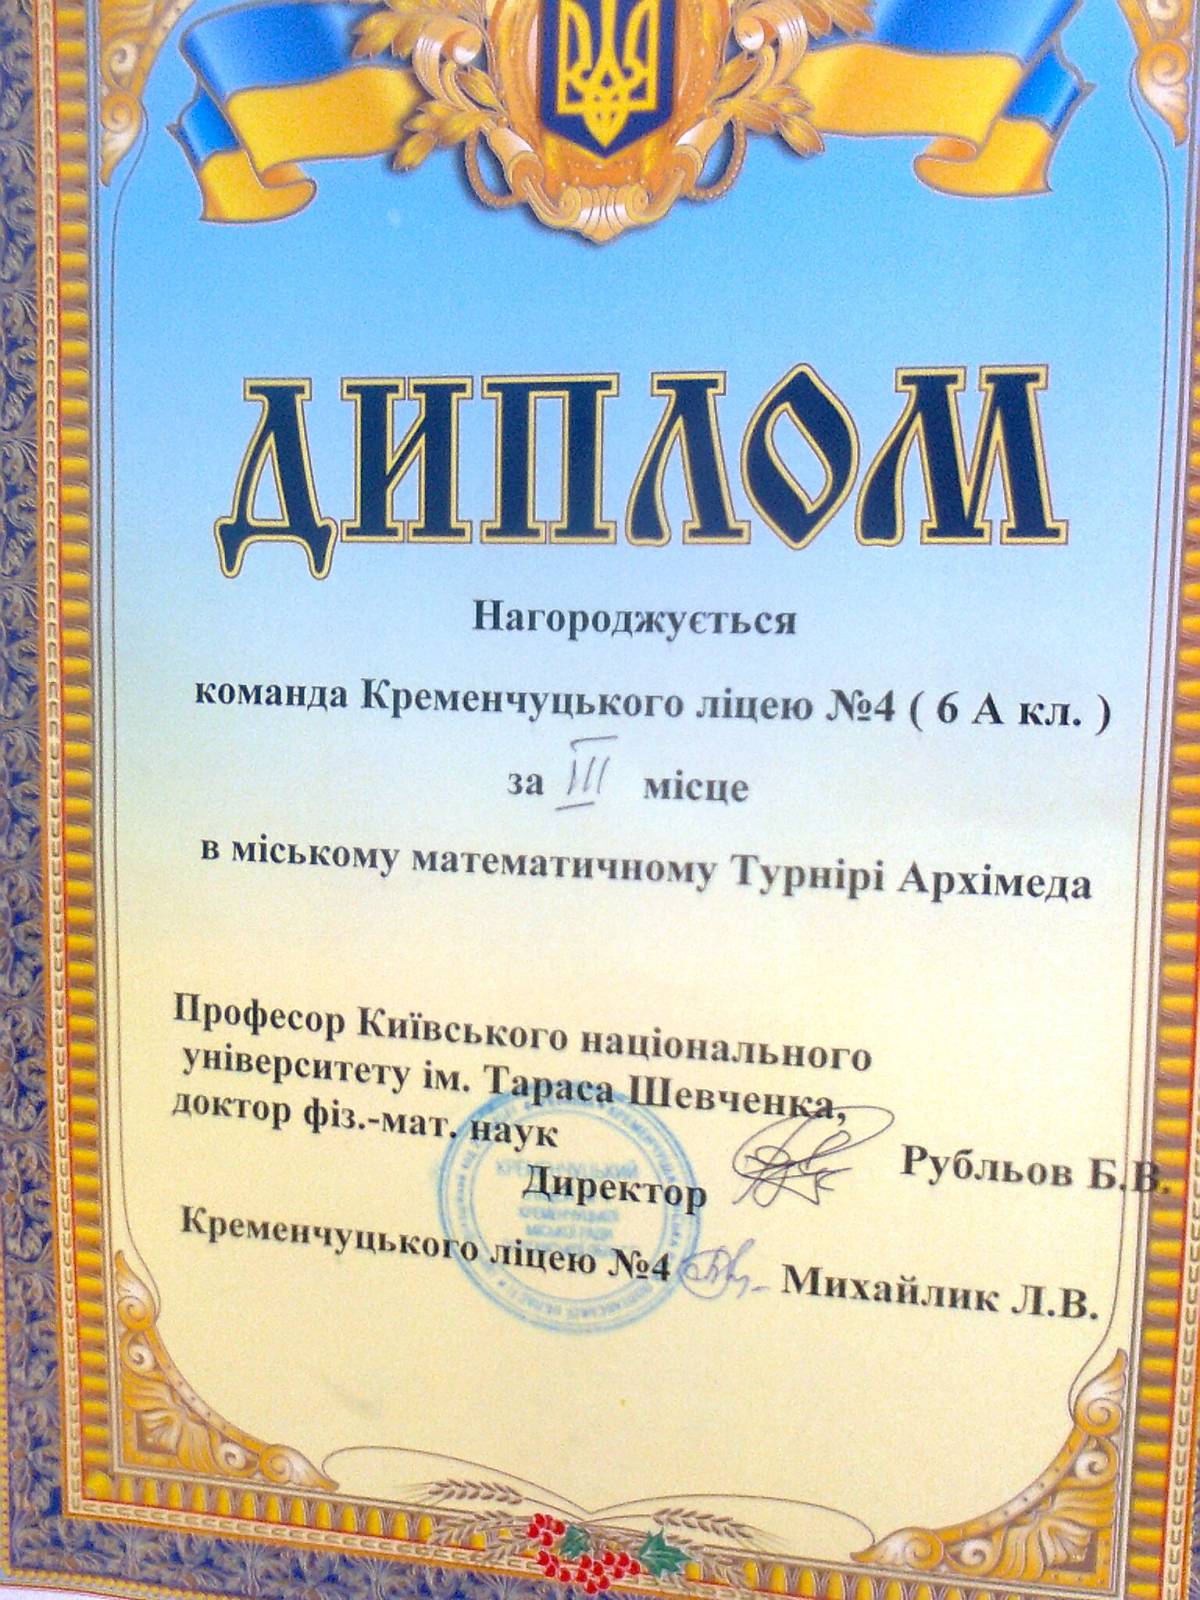 ДИПЛОМ
Нагороджується
команда Кременчуцького ліцею №4 ( 6 А кл. )
за III місце
в міському математичному Турнірі Архімеда
Професор Київського національного
університету ім. Тараса Шевченка,
доктор фіз.-мат. наук
Рубльов Б.В.
Директор
Кременчуцького ліцею №4 Михайлик Л.В.
КРЕМЕНЧУЦЬКИЙ